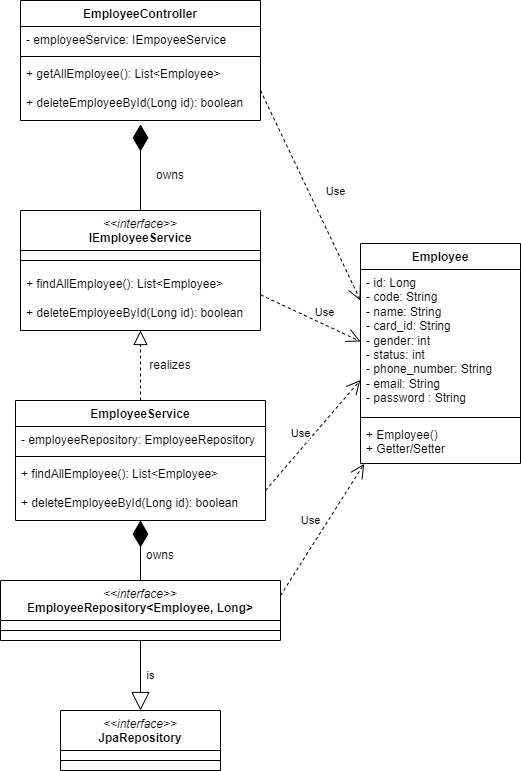 EmployeeController
- employeeService: IEmpoyeeService
+ getAllEmployee(): List<Employee>
+ deleteEmployeeById(Long id): boolean
owns
Use
<<interface>>
IEmployeeService
+ findAllEmployee(): List<Employee>
+ deleteEmployeeById(Long id): boolean
Use
realizes
Employee
- id: Long
- code: String
- name: String
- card_id: String
- gender: int
- status: int
- phone_number: String
- email: String
- password : String
+ Employee()
+ Getter/Setter
EmployeeService
- employeeRepository: EmployeeRepository
+ findAllEmployee(): List<Employee>
+ deleteEmployeeById(Long id): boolean
Use
owns
Use
<<interface>>
EmployeeRepository<Employee, Long>
is
<<interface>>
JpaRepository